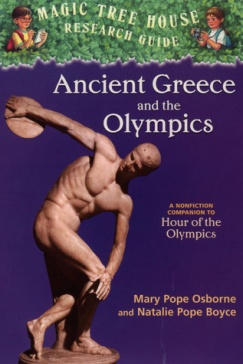 MAGIC TREE HOUSE
RESEARCH GUIDE
Ancient Greece
and the
Olympics
A NONFICTION
COMPANION TO
Hour of the
Olympics
Mary Pope Osborne
and Natalie Pope Boyce